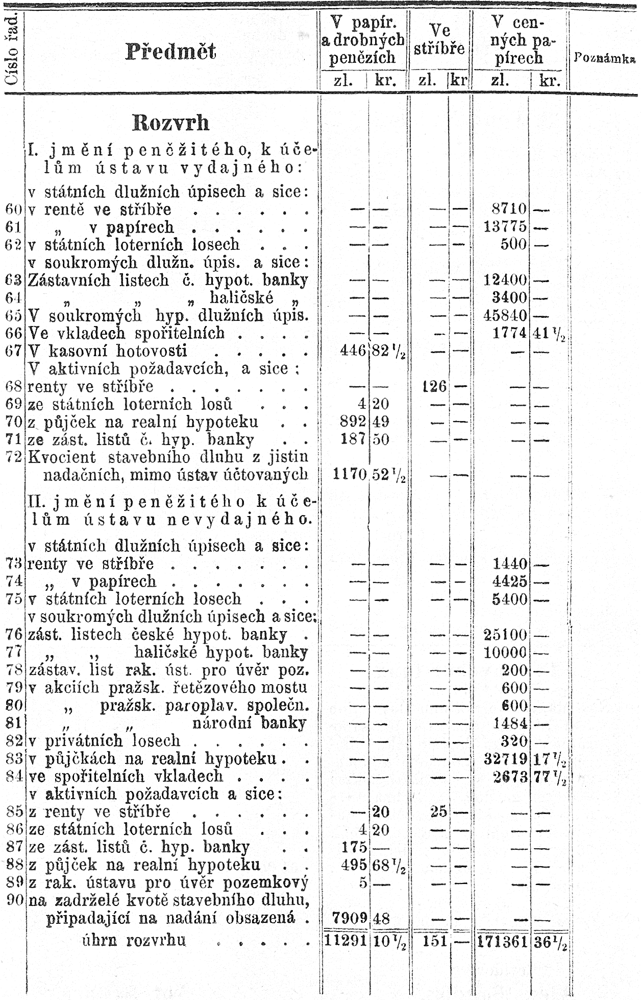 Číslo řad. Předmět V papír. a drobných penězích Ve stříbře V cenných papírech Poznámka
zl. kr. zl. kr zl. kr.
Rozvrh
I. jmění peněžitého, k úče-
lům ústavu vydajného:
v státních dlužních úpisech a sice:
60 v rentě ve stříbře . . . . . . — — — — 8710 —
61 „ v papírech . . . . . . — — — — 13775 —
62 v státních loterních losech . . . — — — — 500 —
v soukromých dlužn. úpis. a sice:
63 Zástavních listech č. hypot. banky — — — — 12400 —
64 „ „ „ haličské „ — — — — 3400 —
65 V soukromých hyp. dlužních úpis. — — — — 45840 —
66 Ve vkladech spořitelních . . . . — — — — 1774 41 1/2
67 V kasovní hotovosti . . . . . 446 82 1/2 — — — —
V aktivních požadavcích, a sice :
68 renty ve stříbře . . . . . . . — — 126 — — —
69 ze státních loterních losů . . . 4 20 — — — —
70 z půjček na realní hypoteku . . 892 49 — — — —
71 ze zást. listů č. hyp. banky . . 187 50 — — — —
72 Kvocient stavebního dluhu z jistin
nadačních, mimo ústav účtovaných 1170 52 1/2 — — — —
II. jmění peněžitého k úče-
lům ústavu nevydajného.
v státních dlužních úpisech a sice:
73 renty ve stříbře . . . . . . . — — — — 1440 —
74 „ v papírech . . . . . . . — — — — 4425 —
75 v státních loterních losech . . . — — — — 5400 —
v soukromých dlužních úpisech a sice:
76 zást. listech české hypot. banky . — — — — 25100 —
77 „ „ haličské hypot. banky — — — — 10000 —
78 zástav. list rak. úst. pro úvěr poz. — — — — 200 —
79 v akciích pražsk. řetězového mostu — — — — 600 —
80 „ pražsk. paroplav. společn. — — — — 600 —
81 „ „ národní banky — — — — 1484 —
82 v privátních losech . . . . . . — — — — 320 —
83 v půjčkách na realní hypoteku . . — — — — 32719 17 1/2
84 ve spořitelních vkladech . . . . — — — — 2673 77 1/2
v aktivních požadavcích a sice:
85 z renty ve stříbře . . . . . . — 20 25 — — —
86 ze státních loterních losů . . . 4 20 — — — —
87 ze zást. listů č. hyp. banky . . 175 — — — — —
88 z půjček na realní hypoteku . . 495 68 1/2 — — — —
89 z rak. ústavu pro úvěr pozemkový 5 — — — — —
90 na zadrželé kvotě stavebního dluhu,
připadající na nadání obsazená . 7909 48 — — — —
úhrn rozvrhu . . . . . 11291 10 1/2 151 — 171361 36 1/2